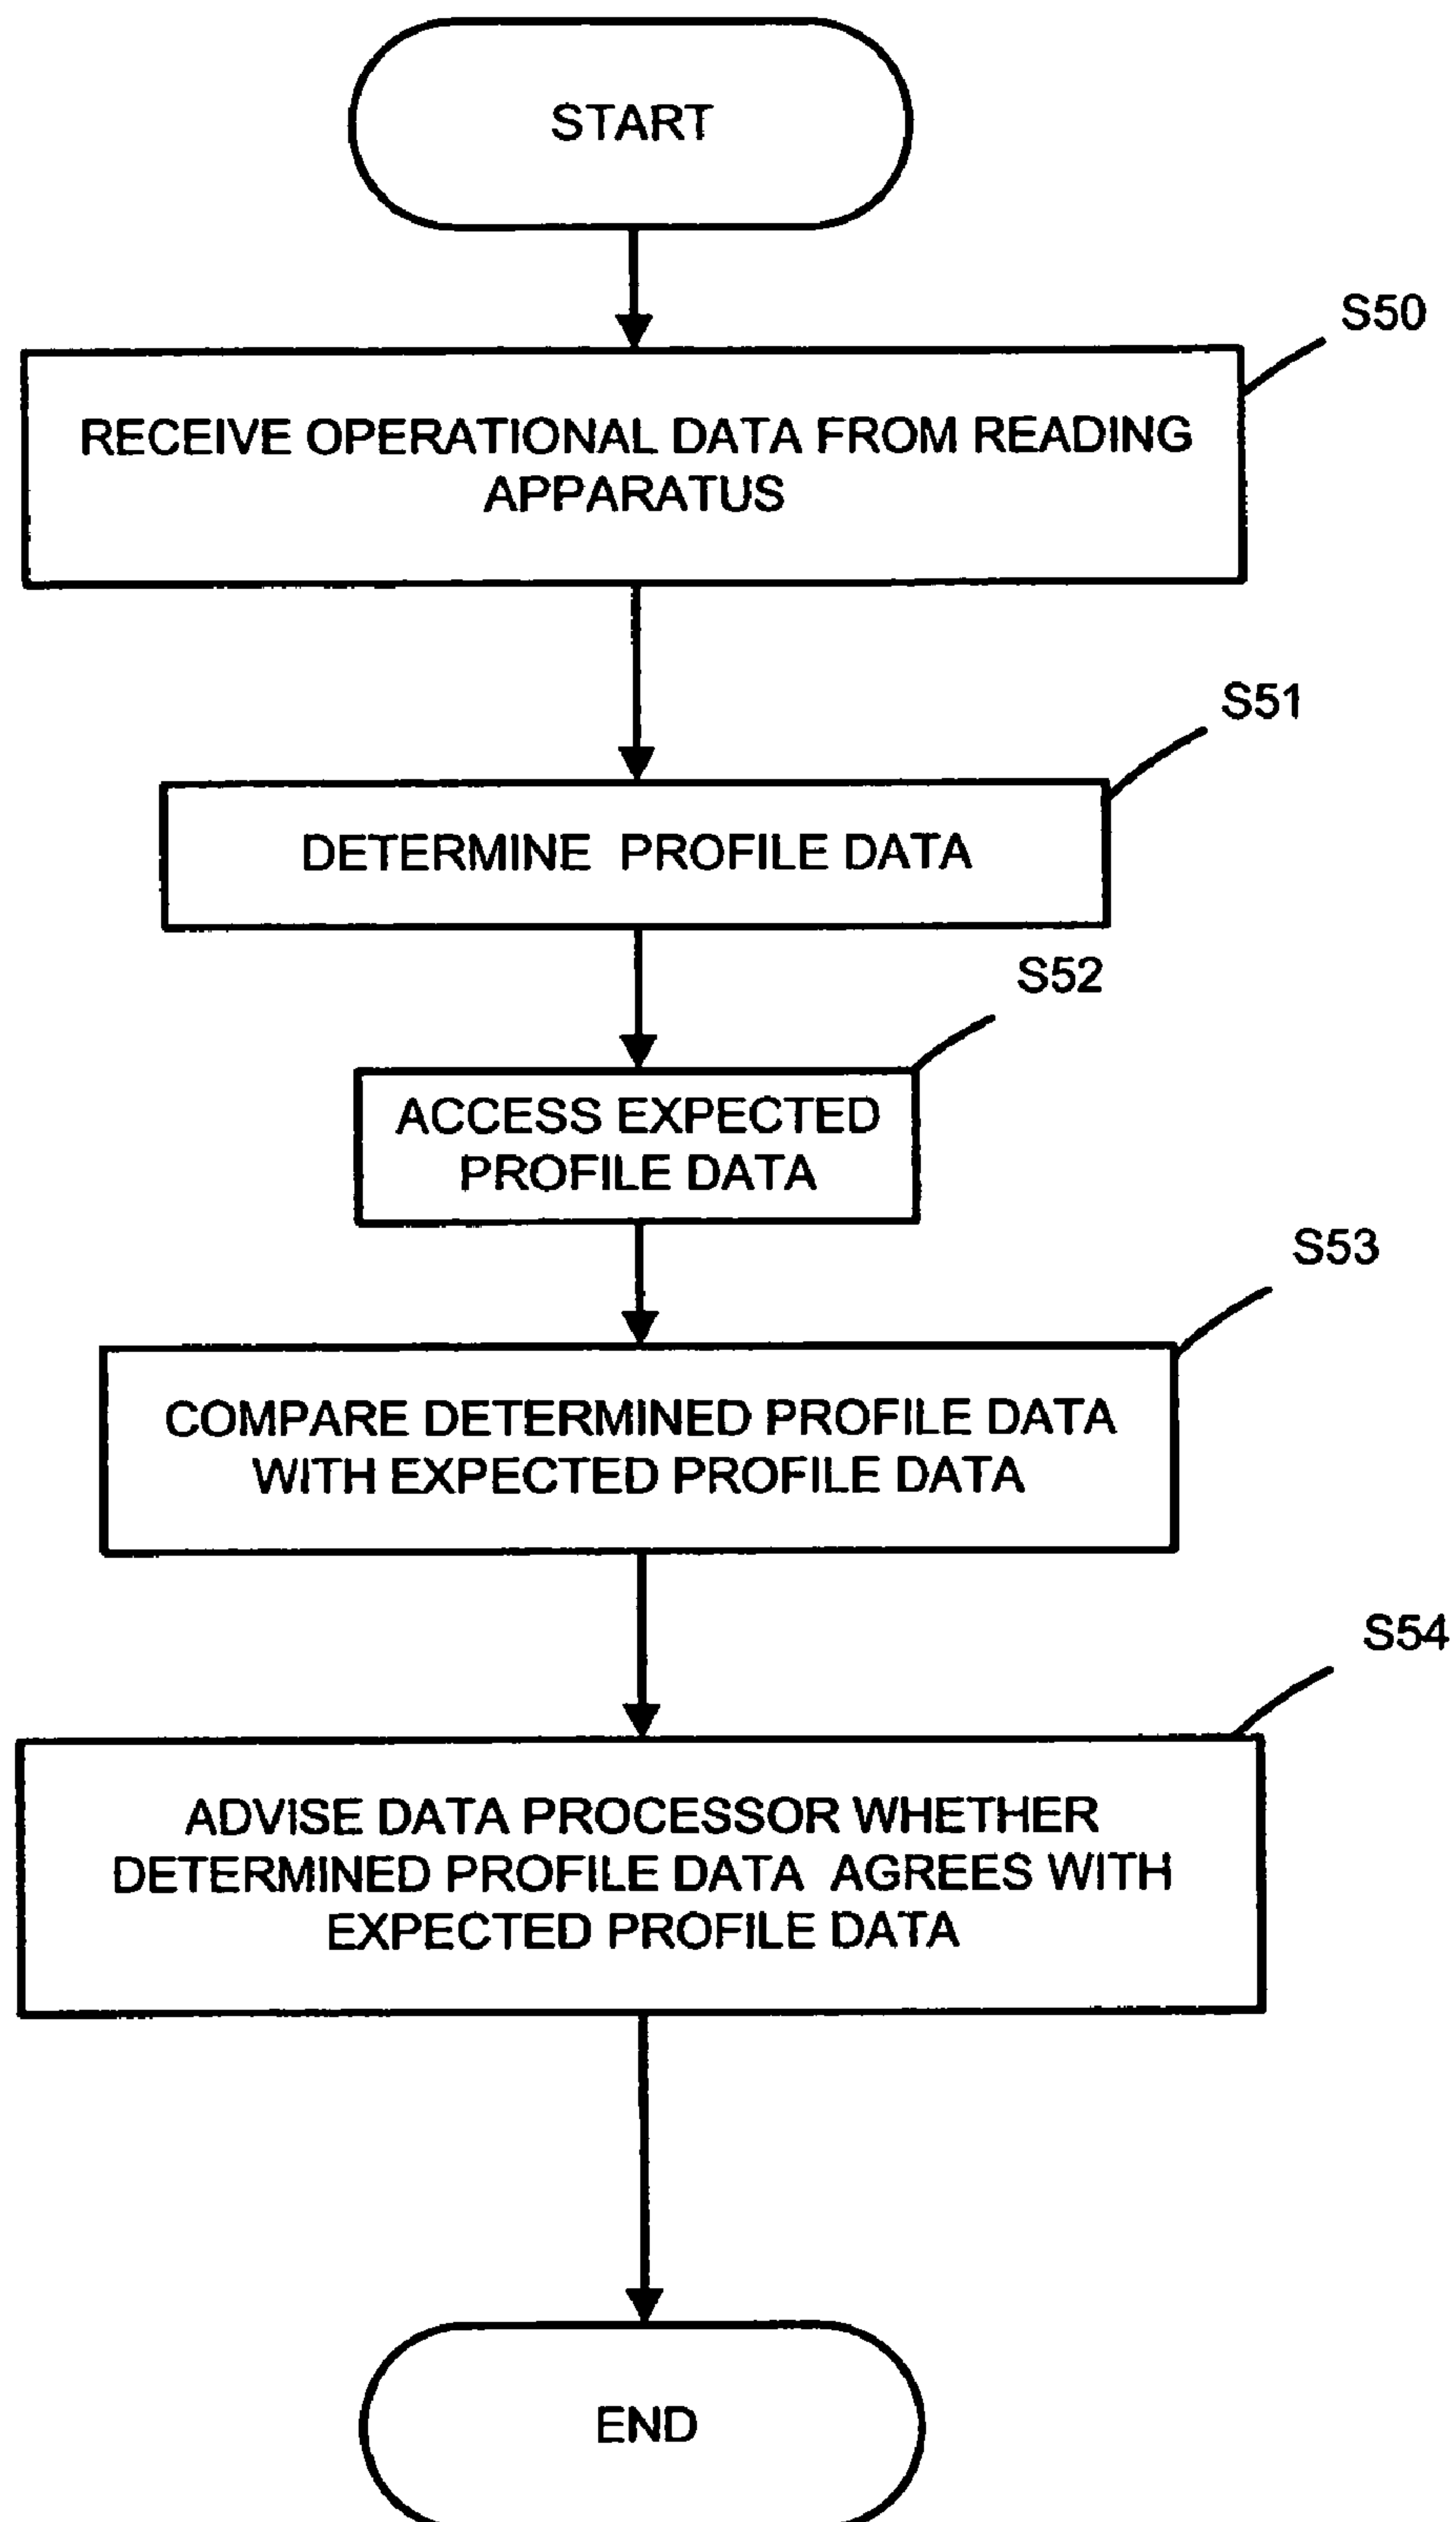 START
S50
RECEIVE OPERATIONAL DATA FROM READING
APPARATUS
S51
DETERMINE PROFILE DATA
S52
ACCESS EXPECTED
PROFILE DATA
S53
COMPARE DETERMINED PROFILE DATA
WITH EXPECTED PROFILE DATA
S54
ADVISE DATA PROCESSOR WHETHER
DETERMINED PROFILE DATA AGREES WITH
EXPECTED PROFILE DATA
END